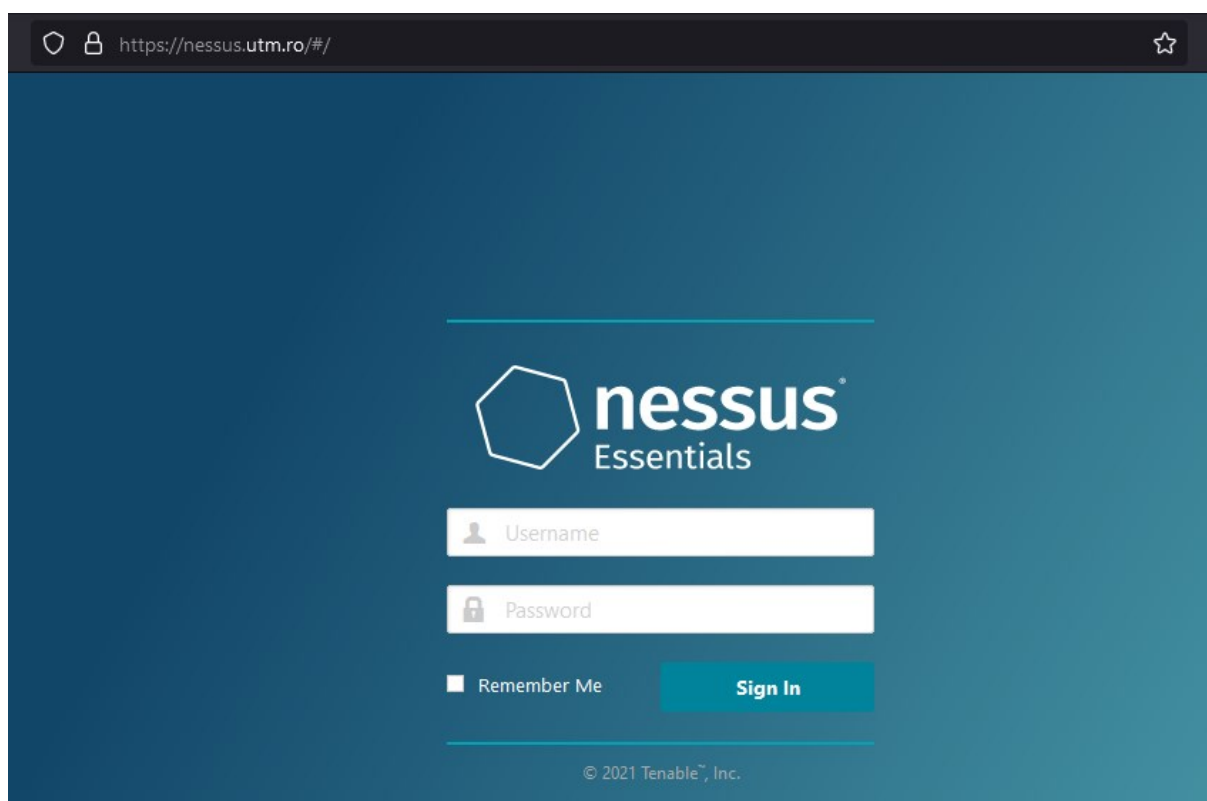 https://nessus.utm.ro/#/
nessus®
Essentials
Username
Password
Remember Me
Sign In
© 2021 Tenable™, Inc.